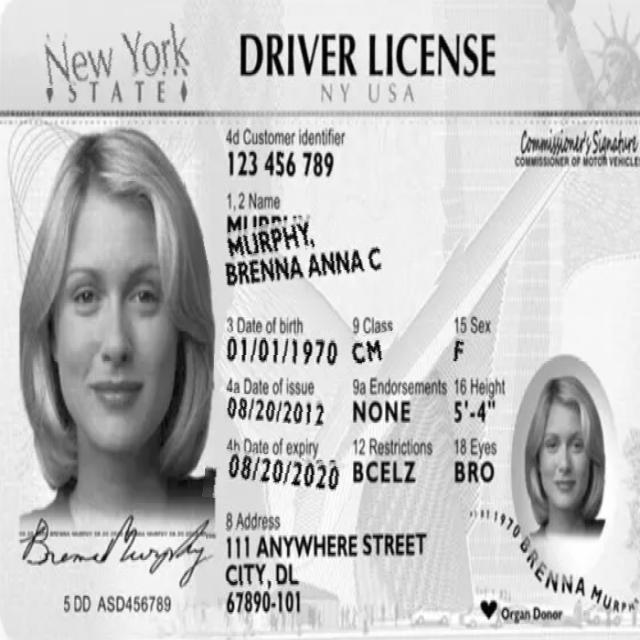 New York
STATE
DRIVER LICENSE
NY USA
Commissioner's Signature
COMMISSIONER OF MOTOR VEHICLES
4d Customer identifier
123 456 789
1, 2 Name
MURPHY
MURPHY,
BRENNA ANNA C
3 Date of birth 9 Class 15 Sex
01/01/1970 CM F
4a Date of issue 9a Endorsements 16 Height
08/20/2012 NONE 5'-4"
4h Date of expiry 12 Restrictions 18 Eyes
08/20/2020 BCELZ BRO
8 Address
111 ANYWHERE STREET
CITY, DL
67890-101
Brenna Murphy
5 DD ASD456789
1970 BRENNA MURPH
Organ Donor